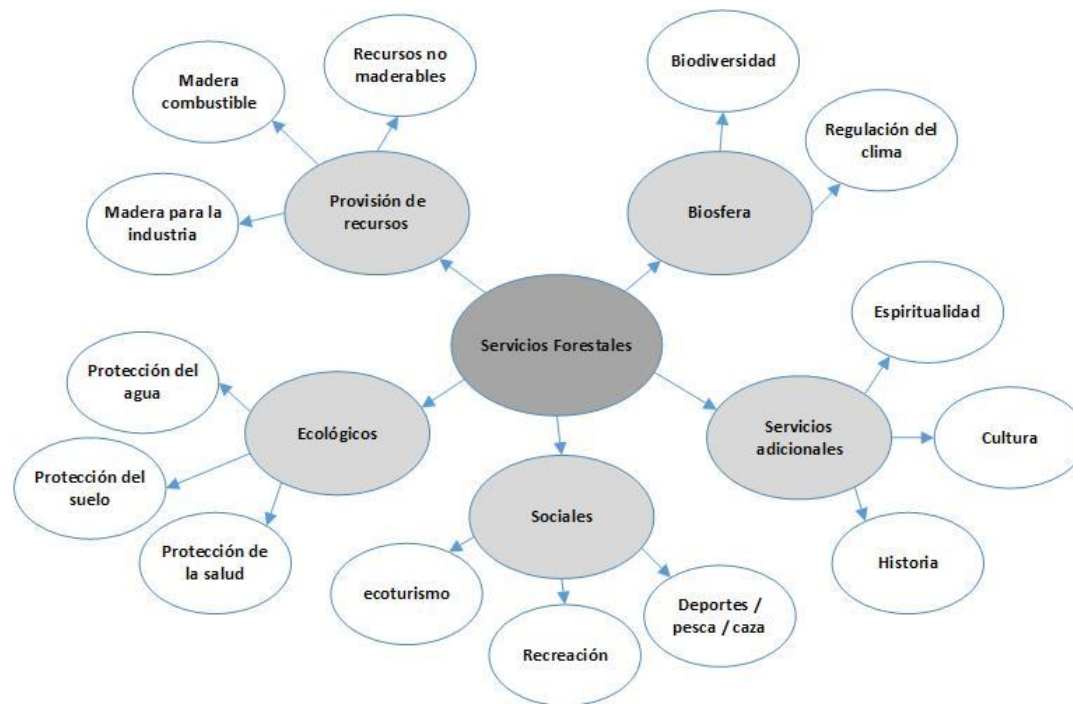 Recursos no
maderables
Madera
combustible
Madera para la
industria
Provisión de
recursos
Biodiversidad
Regulación del
clima
Biosfera
Servicios Forestales
Espiritualidad
Cultura
Historia
Servicios
adicionales
Protección del
agua
Ecológicos
Protección del
suelo
Protección de
la salud
Sociales
ecoturismo
Recreación
Deportes /
pesca / caza